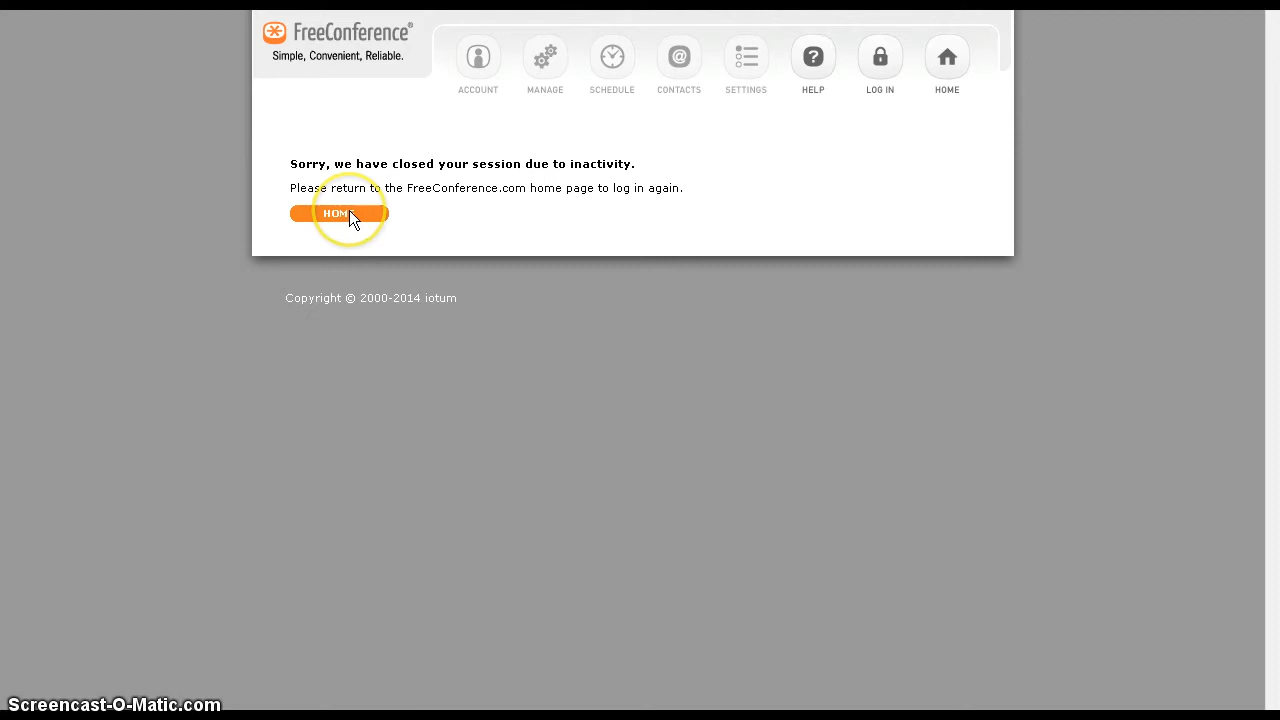 FreeConference®
Simple, Convenient, Reliable.
ACCOUNT
MANAGE
SCHEDULE
CONTACTS
SETTINGS
HELP
LOG IN
HOME
Sorry, we have closed your session due to inactivity.
Please return to the FreeConference.com home page to log in again.
HOME
Copyright © 2000-2014 iotum
Screencast-O-Matic.com